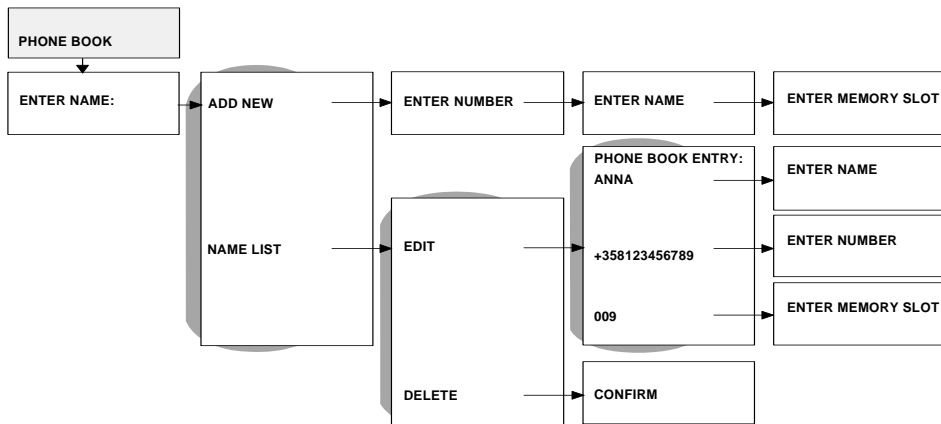 PHONE BOOK
ENTER NAME:
ADD NEW
ENTER NUMBER
ENTER NAME
ENTER MEMORY SLOT
NAME LIST
EDIT
PHONE BOOK ENTRY:
ANNA
ENTER NAME
+358123456789
ENTER NUMBER
009
ENTER MEMORY SLOT
DELETE
CONFIRM